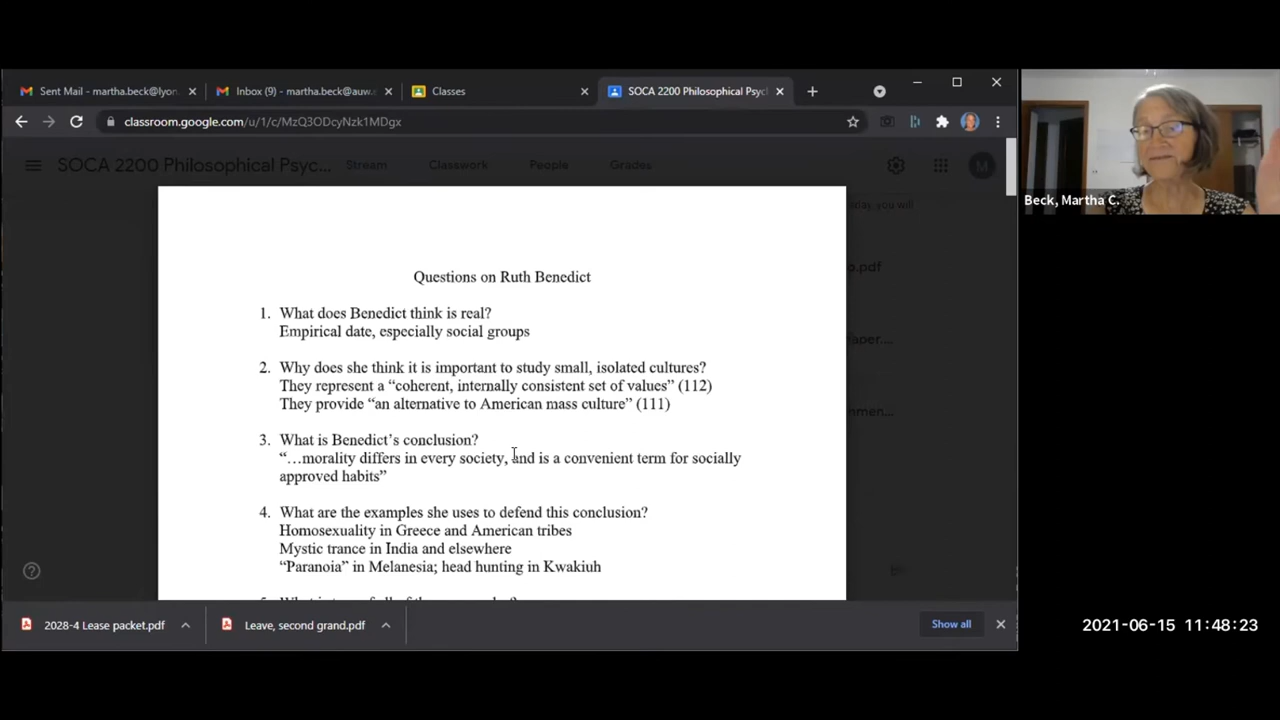 Sent Mail - martha.beck@lyon.
Inbox (9) - martha.beck@auw.e
Classes
SOCA 2200 Philosophical Psych
classroom.google.com/u/1/c/MzQ3ODcyNzk1MDgx
SOCA 2200 Philosophical Psyc...
Stream
Classwork
People
Grades
M
Beck, Martha C.
Questions on Ruth Benedict
1. What does Benedict think is real?
Empirical date, especially social groups
2. Why does she think it is important to study small, isolated cultures?
They represent a “coherent, internally consistent set of values” (112)
They provide “an alternative to American mass culture” (111)
3. What is Benedict’s conclusion?
“…morality differs in every society, and is a convenient term for socially
approved habits”
4. What are the examples she uses to defend this conclusion?
Homosexuality in Greece and American tribes
Mystic trance in India and elsewhere
“Paranoia” in Melanesia; head hunting in Kwakiuh
day, you will
o.pdf
aper...
nmen...
2028-4 Lease packet.pdf
Leave, second grand.pdf
Show all
2021-06-15 11:48:23